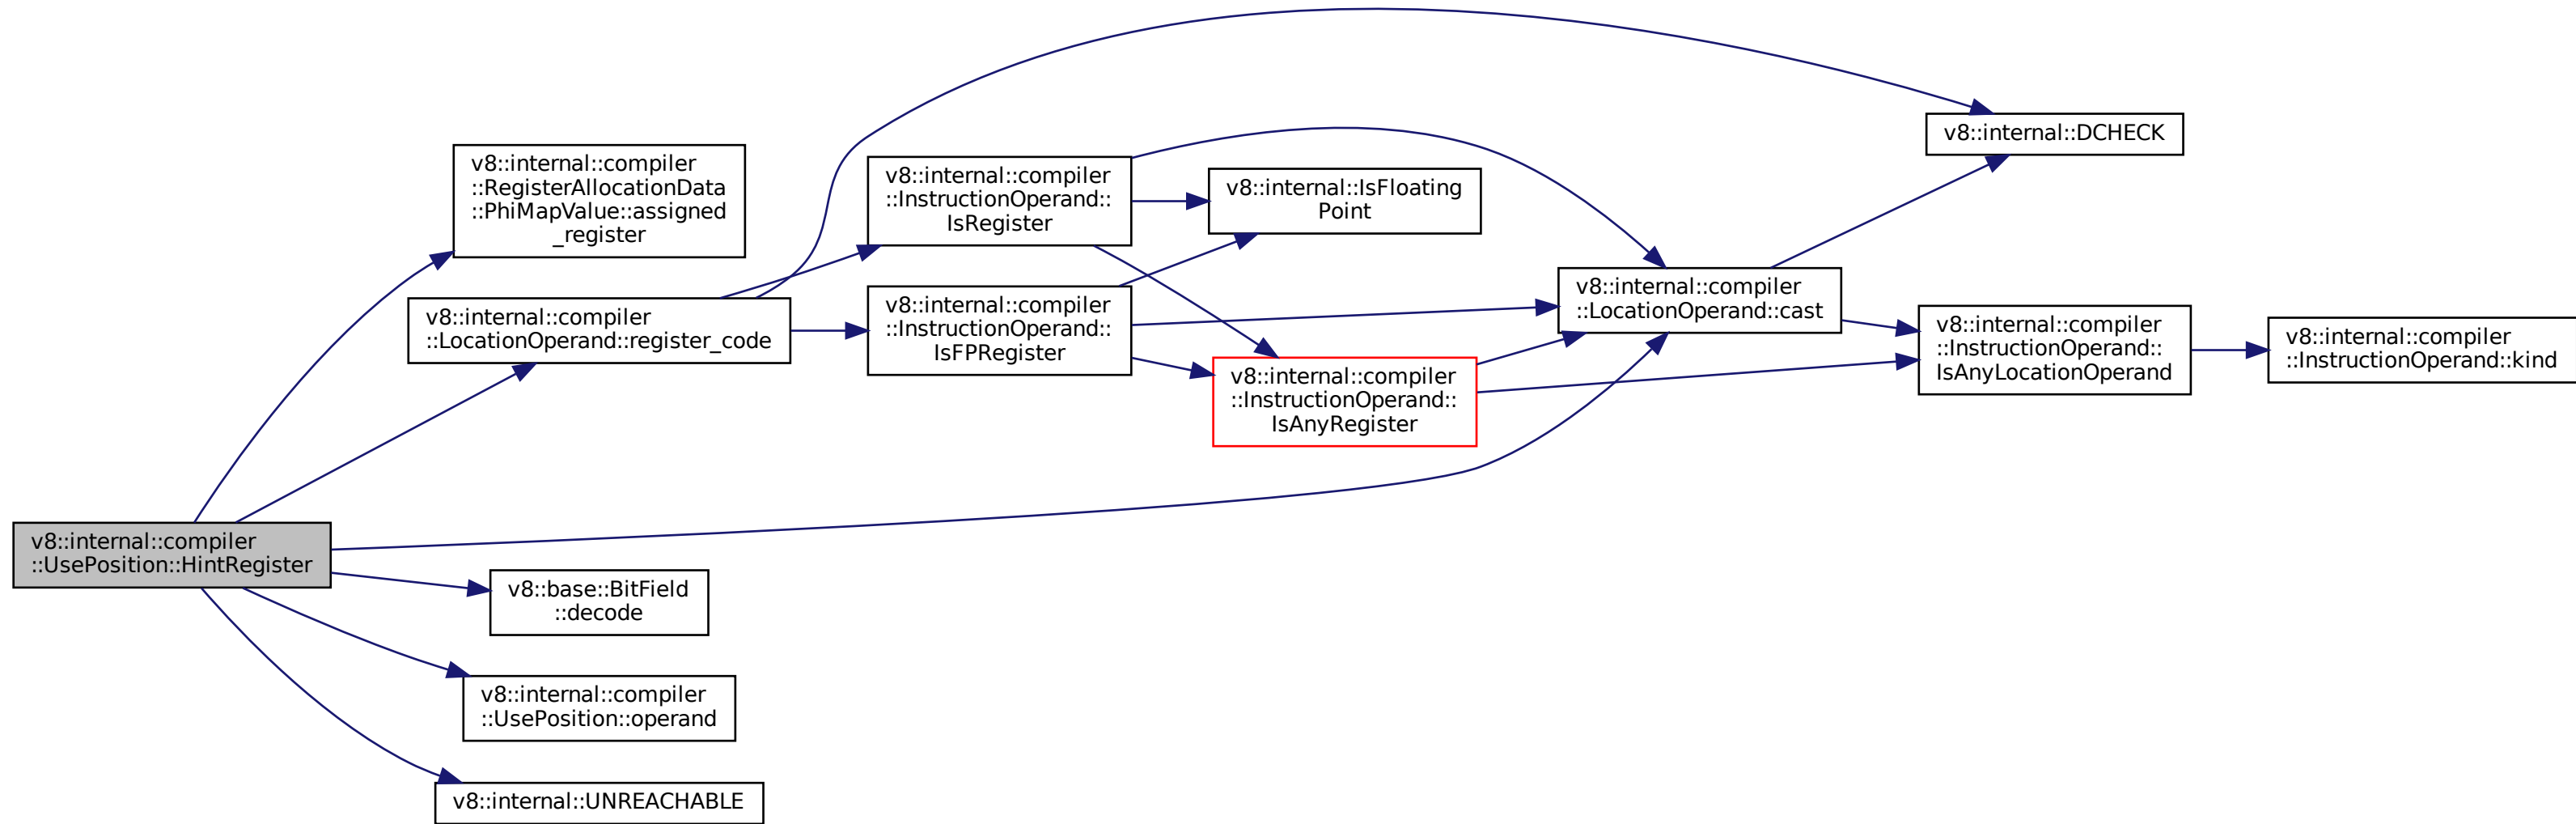 v8::internal::compiler
::UsePosition::HintRegister
v8::internal::compiler
::RegisterAllocationData
::PhiMapValue::assigned
_register
v8::internal::compiler
::LocationOperand::register_code
v8::base::BitField
::decode
v8::internal::compiler
::UsePosition::operand
v8::internal::UNREACHABLE
v8::internal::compiler
::InstructionOperand::
IsRegister
v8::internal::compiler
::InstructionOperand::
IsFPRegister
v8::internal::IsFloating
Point
v8::internal::compiler
::InstructionOperand::
IsAnyRegister
v8::internal::compiler
::LocationOperand::cast
v8::internal::DCHECK
v8::internal::compiler
::InstructionOperand::
IsAnyLocationOperand
v8::internal::compiler
::InstructionOperand::kind